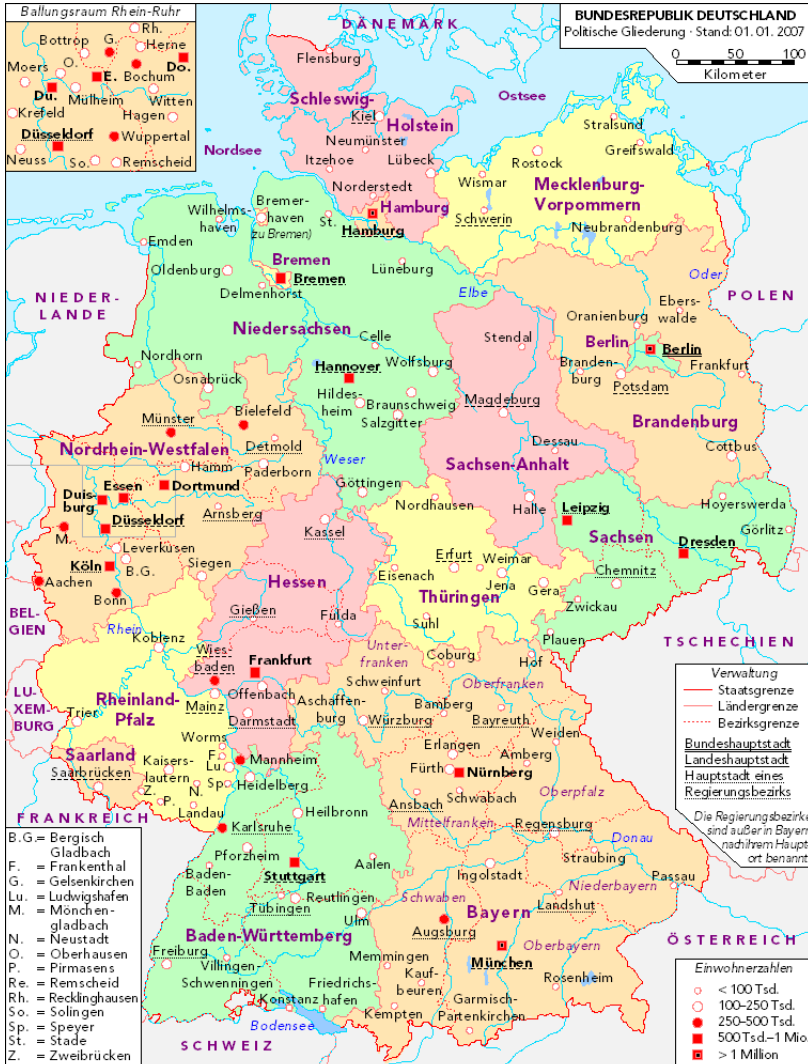 Ballungsraum Rhein-Ruhr
Rh.
Bottrop
G.
Herne
Moers
O.
E.
Do.
Bochum
Du.
Mülheim
Witten
Krefeld
Hagen
Düsseldorf
Wuppertal
Neuss
So.
Remscheid
BUNDESREPUBLIK DEUTSCHLAND
Politische Gliederung · Stand: 01. 01. 2007
0 50 100
Kilometer
DÄNEMARK
Flensburg
Ostsee
Schleswig-
Holstein
Kiel
Neumünster
Nordsee
Itzehoe
Lübeck
Norderstedt
Stralsund
Greifswald
Rostock
Wismar
Mecklenburg-
Vorpommern
Schwerin
Neubrandenburg
Hamburg
Hamburg
Bremer-
haven
(zu Bremen)
Wilhelms-
haven
St.
Emden
Oldenburg
Bremen
Bremen
Delmenhorst
Lüneburg
Elbe
Oder
NIEDER-
LANDE
POLEN
Niedersachsen
Celle
Stendal
Oranienburg
Ebers-
walde
Berlin
Berlin
Nordhorn
Osnabrück
Hannover
Wolfsburg
Branden-
burg
Potsdam
Frankfurt
Hildes-
heim
Braunschweig
Salzgitter
Magdeburg
Brandenburg
Münster
Bielefeld
Detmold
Nordrhein-Westfalen
Hamm
Paderborn
Weser
Dessau
Cottbus
Sachsen-Anhalt
Göttingen
Nordhausen
Halle
Hoyerswerda
Duis-
burg
Essen
Dortmund
Düsseldorf
Arnsberg
Leipzig
Sachsen
Görlitz
Kassel
M.
Leverkusen
Köln
B.G.
Siegen
Hessen
Erfurt
Weimar
Eisenach
Jena
Gera
Dresden
Chemnitz
Aachen
Bonn
Thüringen
Zwickau
BEL-
GIEN
Gießen
Fulda
Suhl
Plauen
Rhein
Koblenz
TSCHECHIEN
Wies-
baden
Frankfurt
Unter-
franken
Coburg
Hof
LU-
XEM-
BURG
Offenbach
Schweinfurt
Oberfranken
Rheinland-
Pfalz
Mainz
Aschaffen-
burg
Bamberg
Darmstadt
Würzburg
Bayreuth
Trier
Weiden
Worms
Erlangen
Saarland
Saarbrücken
Kaisers-
lautern
F.
Lu.
Mannheim
Fürth
Nürnberg
Amberg
Z.
P.
N.
Sp.
Heidelberg
Landau
Ansbach
Schwabach
Oberpfalz
Mittelfranken
FRANKREICH
Heilbronn
Karlsruhe
Regensburg
Donau
Pforzheim
Straubing
Stuttgart
Aalen
Ingolstadt
Passau
Baden-
Baden
Niederbayern
Reutlingen
Tübingen
Schwaben
Landshut
Ulm
Bayern
Augsburg
Baden-Württemberg
Oberbayern
München
Freiburg
Memmingen
Villingen-
Schwenningen
Kauf-
beuren
Rosenheim
ÖSTERREICH
Friedrichs-
hafen
Konstanz
Kempten
Garmisch-
Partenkirchen
Bodensee
SCHWEIZ
B.G.= Bergisch
Gladbach
F. = Frankenthal
G. = Gelsenkirchen
Lu. = Ludwigshafen
M. = Mönchen-
gladbach
N. = Neustadt
O. = Oberhausen
P. = Pirmasens
Re. = Remscheid
Rh. = Recklinghausen
So. = Solingen
Sp. = Speyer
St. = Stade
Z. = Zweibrücken
Verwaltung
Staatsgrenze
Ländergrenze
Bezirksgrenze
Bundeshauptstadt
Landeshauptstadt
Hauptstadt eines
Regierungsbezirks
Die Regierungsbezirke
sind außer in Bayern
nach ihrem Haupt-
ort benannt
Einwohnerzahlen
< 100 Tsd.
100–250 Tsd.
250–500 Tsd.
500 Tsd.–1 Mio
> 1 Million